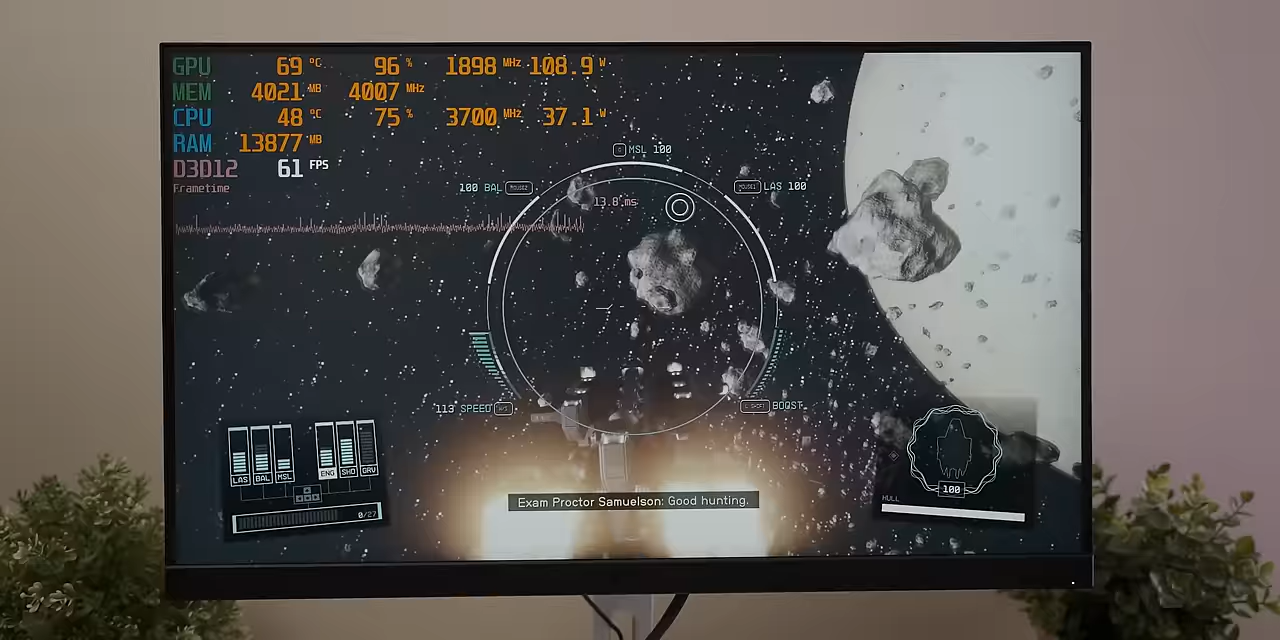 GPU 69 °C 96 % 1898 MHz 108.9 W
MEM 4021 MB 4007 MHz
CPU 48 °C 75 % 3700 MHz 37.1 W
RAM 13877 MB
D3D12 61 FPS
Frametime
13.8 ms
MSL 100
100 BAL MOUSE2
MOUSE1 LAS 100
113 SPEED W/S
BOOST
LAS BAL MSL ENG SHD GRV
0/27
100
HULL
Exam Proctor Samuelson: Good hunting.